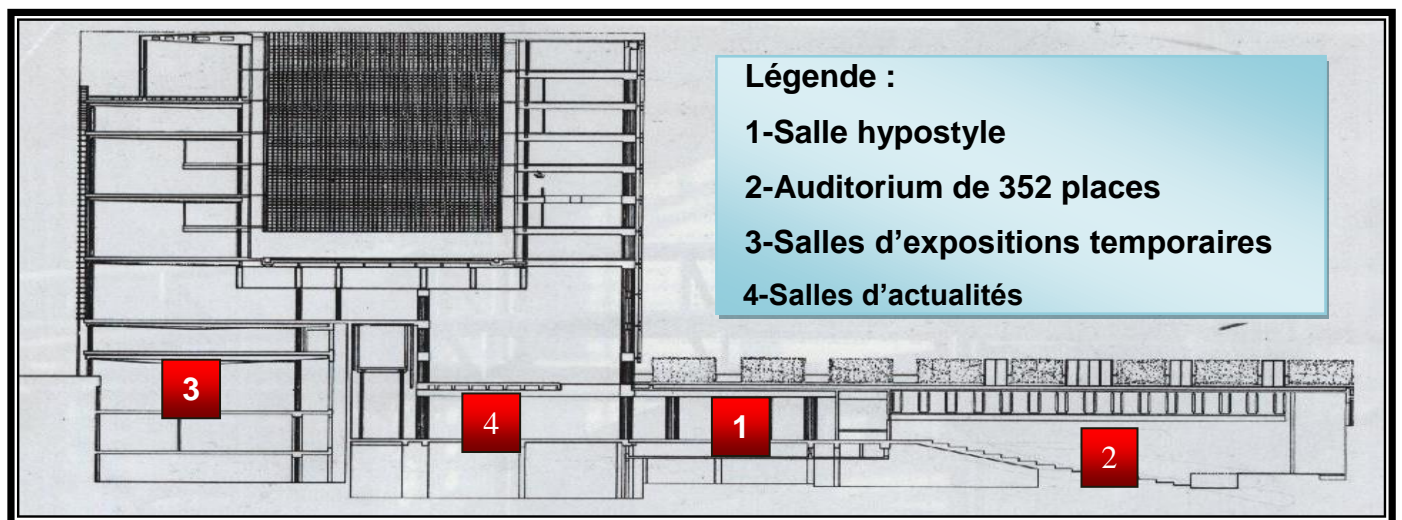 Légende :
1-Salle hypostyle
2-Auditorium de 352 places
3-Salles d’expositions temporaires
4-Salles d’actualités
3
4
1
2